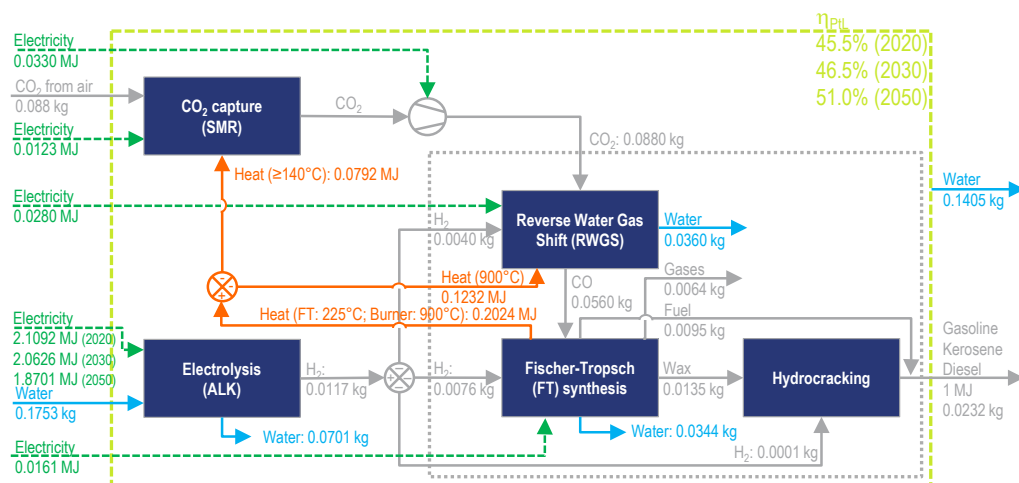 η PtL
45.5% (2020)
46.5% (2030)
51.0% (2050)
Electricity
0.0330 MJ
CO₂ from air
0.088 kg
Electricity
0.0123 MJ
CO₂ capture
(SMR)
CO₂
CO₂: 0.0880 kg
Heat (≥140°C): 0.0792 MJ
Water
0.1405 kg
Electricity
0.0280 MJ
H₂
0.0040 kg
Reverse Water Gas
Shift (RWGS)
Water
0.0360 kg
-
-
+
Heat (900°C)
0.1232 MJ
CO
0.0560 kg
Gases
0.0064 kg
Heat (FT: 225°C; Burner: 900°C): 0.2024 MJ
Fuel
0.0095 kg
Electricity
2.1092 MJ (2020)
2.0626 MJ (2030)
1.8701 MJ (2050)
Water
0.1753 kg
Electrolysis
(ALK)
H₂:
0.0117 kg
+
-
-
-
H₂:
0.0076 kg
Fischer-Tropsch
(FT) synthesis
Wax
0.0135 kg
Hydrocracking
Gasoline
Kerosene
Diesel
1 MJ
0.0232 kg
Water: 0.0701 kg
Water: 0.0344 kg
Electricity
0.0161 MJ
H₂: 0.0001 kg